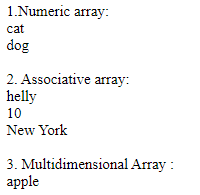 1.Numeric array:
cat
dog
2. Associative array:
helly
10
New York
3. Multidimensional Array :
apple